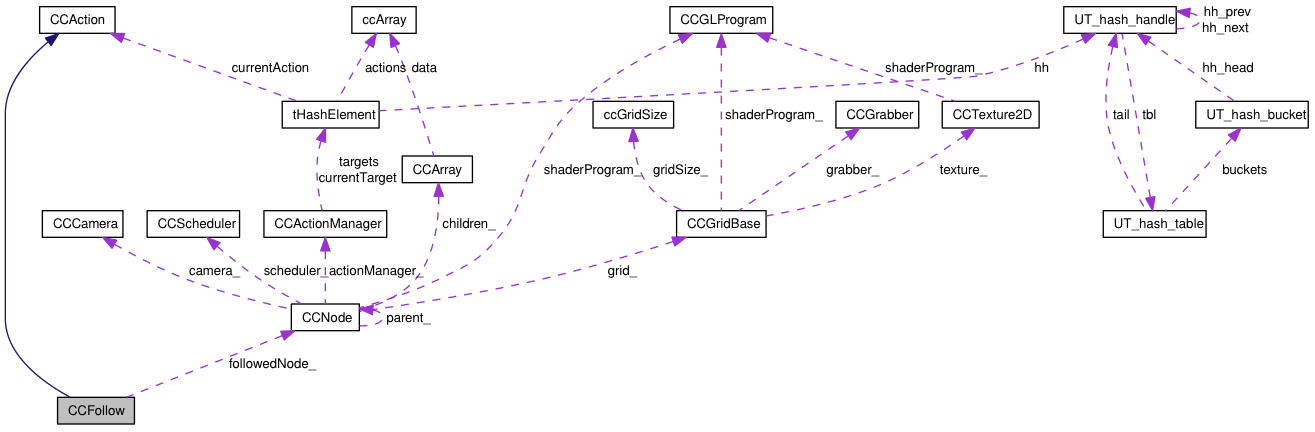 CCAction
ccArray
CCGLProgram
UT_hash_handle
hh_prev
hh_next
currentAction
actions
data
shaderProgram_
hh
hh_head
tHashElement
ccGridSize
shaderProgram_
CCGrabber
CCTexture2D
tail
tbl
UT_hash_bucket
targets
currentTarget
CCArray
shaderProgram_
gridSize_
grabber_
texture_
buckets
CCCamera
CCScheduler
CCActionManager
children_
CCGridBase
UT_hash_table
camera_
scheduler_
actionManager_
grid_
CCNode
parent_
followedNode_
CCFollow